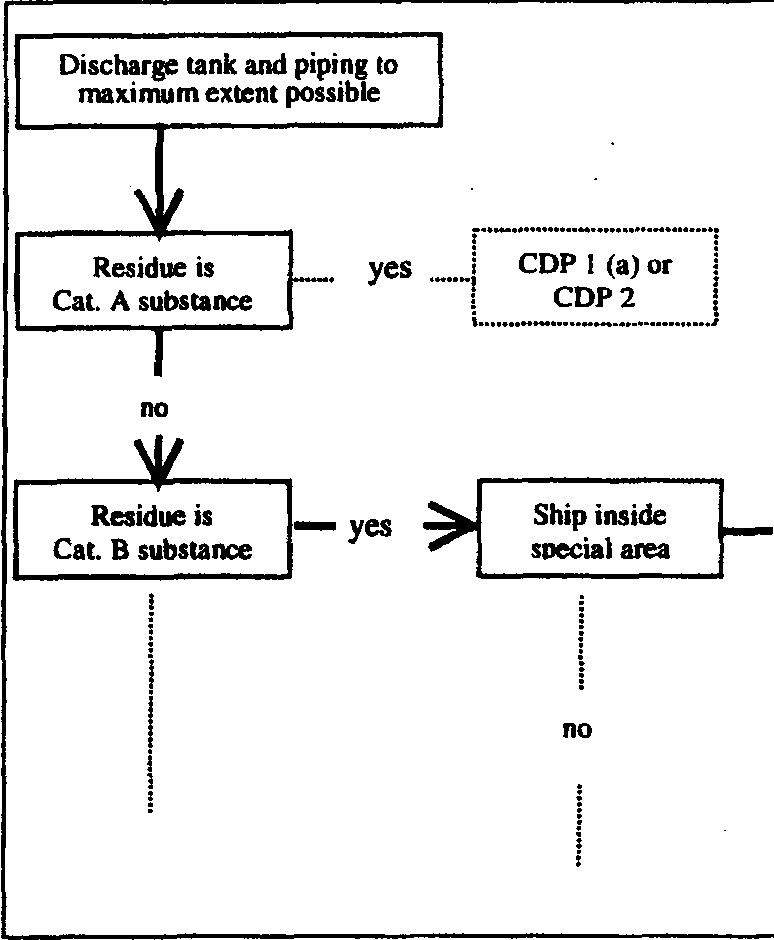 Discharge tank and piping to
maximum extent possible
Residue is
Cat. A substance
yes
CDP 1 (a) or
CDP 2
no
Residue is
Cat. B substance
yes
Ship inside
special area
no